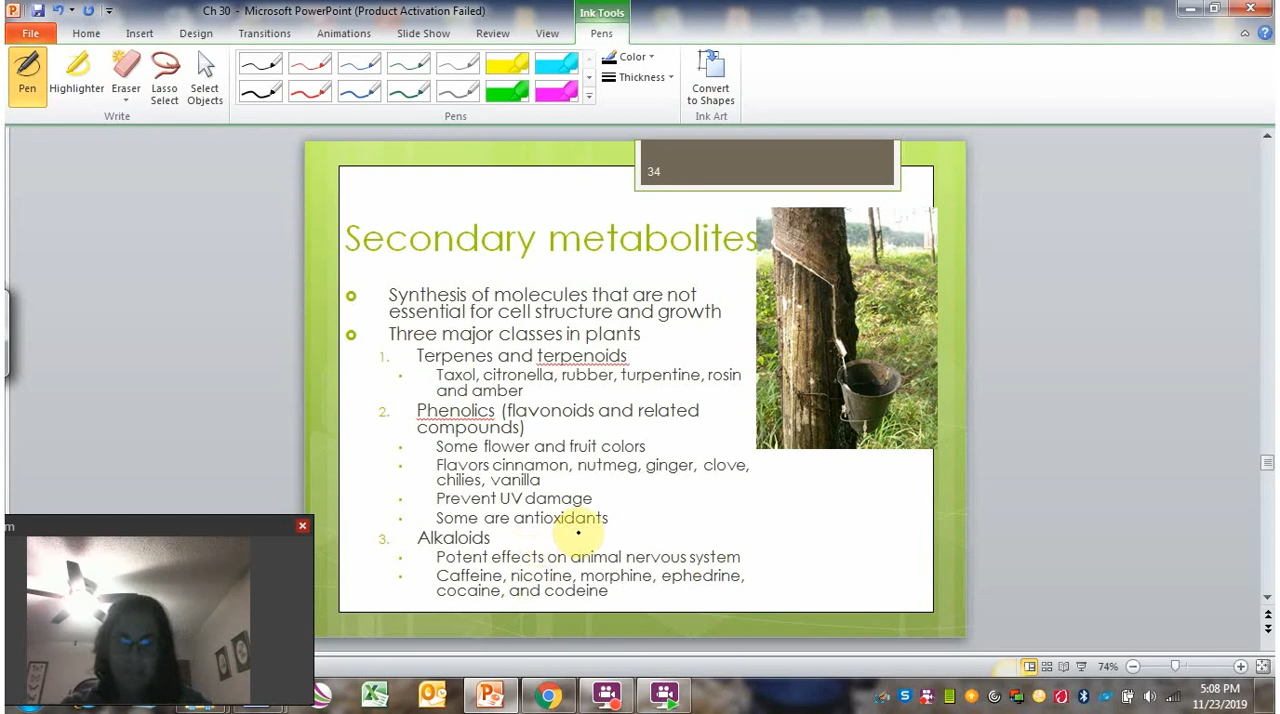 Ch 30 - Microsoft PowerPoint (Product Activation Failed)
Ink Tools
File Home Insert Design Transitions Animations Slide Show Review View Pens
Pen
Highlighter
Eraser
Lasso
Select
Select
Objects
Color
Thickness
Convert
to Shapes
Write
Pens
Ink Art
34
Secondary metabolites
Synthesis of molecules that are not
essential for cell structure and growth
Three major classes in plants
1. Terpenes and terpenoids
Taxol, citronella, rubber, turpentine, rosin
and amber
2. Phenolics (flavonoids and related
compounds)
Some flower and fruit colors
Flavors cinnamon, nutmeg, ginger, clove,
chilies, vanilla
Prevent UV damage
Some are antioxidants
3. Alkaloids
Potent effects on animal nervous system
Caffeine, nicotine, morphine, ephedrine,
cocaine, and codeine
m
74%
5:08 PM
11/23/2019